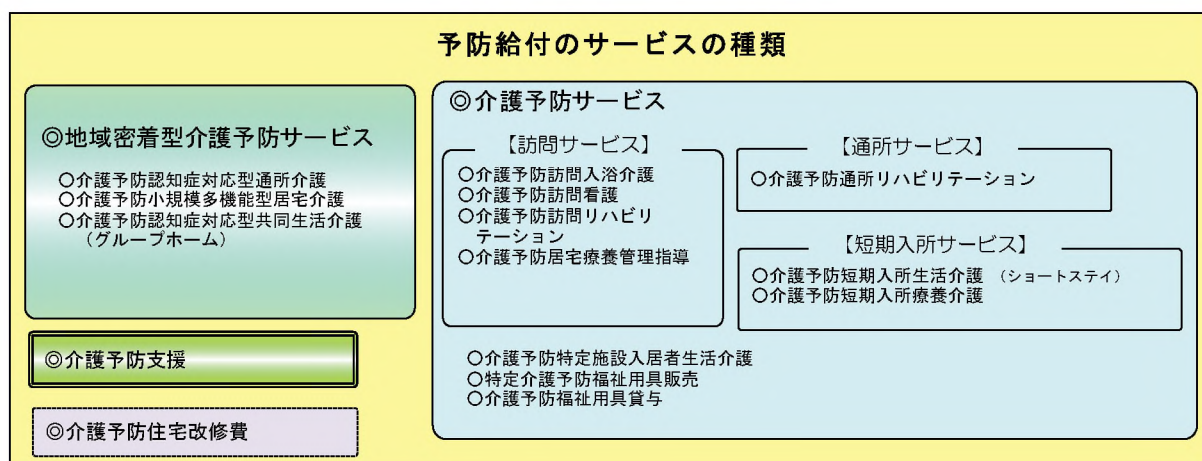 予防給付のサービスの種類
◎地域密着型介護予防サービス
○介護予防認知症対応型通所介護
○介護予防小規模多機能型居宅介護
○介護予防認知症対応型共同生活介護
（グループホーム）
◎介護予防支援
◎介護予防住宅改修費
◎介護予防サービス
【訪問サービス】
○介護予防訪問入浴介護
○介護予防訪問看護
○介護予防訪問リハビリ
テーション
○介護予防居宅療養管理指導
【通所サービス】
○介護予防通所リハビリテーション
【短期入所サービス】
○介護予防短期入所生活介護（ショートステイ）
○介護予防短期入所療養介護
○介護予防特定施設入居者生活介護
○特定介護予防福祉用具販売
○介護予防福祉用具貸与